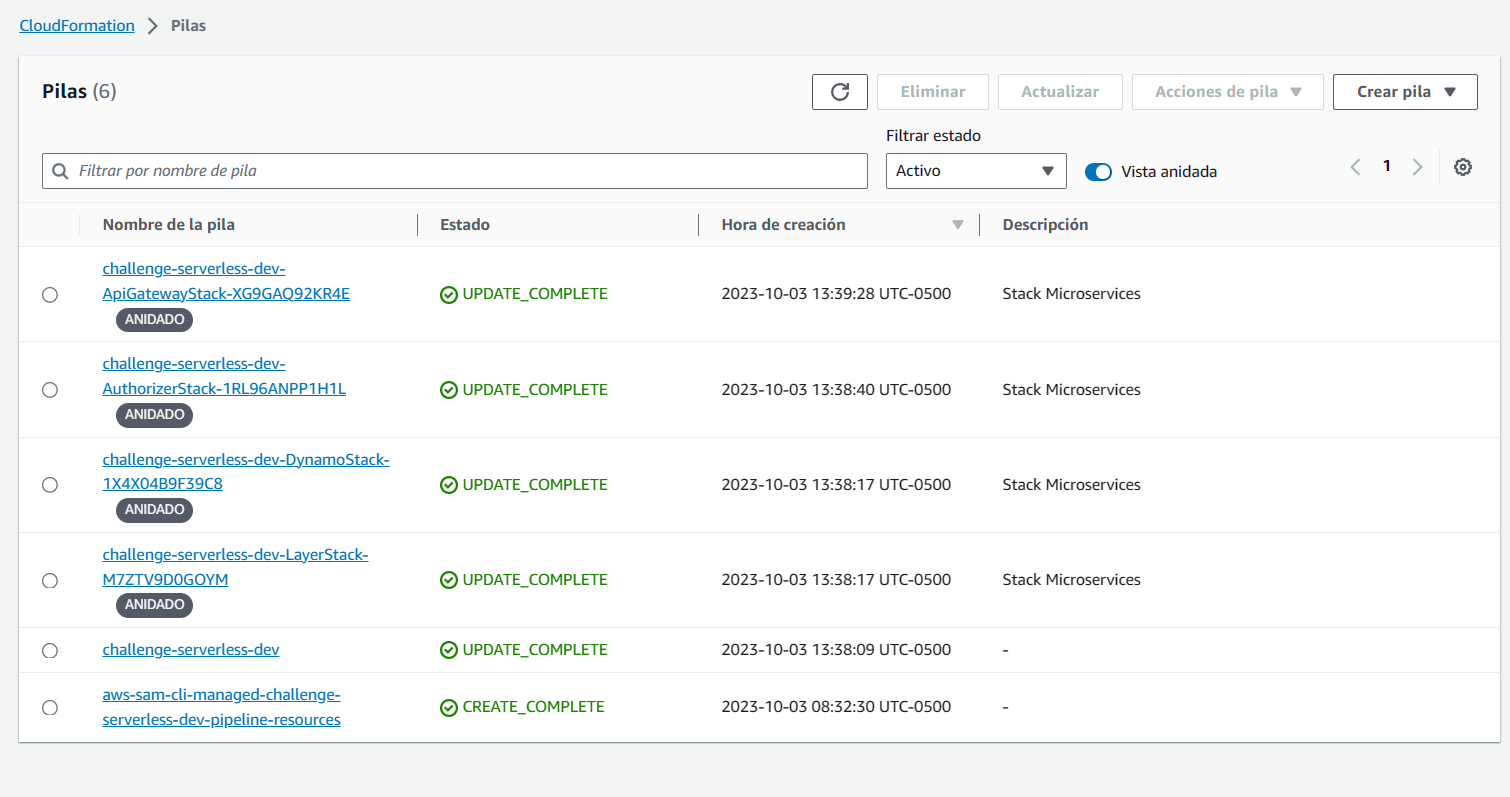 CloudFormation Pilas
Pilas (6)
Eliminar
Actualizar
Acciones de pila
Crear pila
Filtrar estado
Filtrar por nombre de pila
Activo
Vista anidada
1
Nombre de la pila
Estado
Hora de creación
Descripción
challenge-serverless-dev-
ApiGatewayStack-XG9GAQ92KR4E
ANIDADO
UPDATE_COMPLETE
2023-10-03 13:39:28 UTC-0500
Stack Microservices
challenge-serverless-dev-
AuthorizerStack-1RL96ANPP1H1L
ANIDADO
UPDATE_COMPLETE
2023-10-03 13:38:40 UTC-0500
Stack Microservices
challenge-serverless-dev-DynamoStack-
1X4X04B9F39C8
ANIDADO
UPDATE_COMPLETE
2023-10-03 13:38:17 UTC-0500
Stack Microservices
challenge-serverless-dev-LayerStack-
M7ZTV9D0GOYM
ANIDADO
UPDATE_COMPLETE
2023-10-03 13:38:17 UTC-0500
Stack Microservices
challenge-serverless-dev
UPDATE_COMPLETE
2023-10-03 13:38:09 UTC-0500
-
aws-sam-cli-managed-challenge-
serverless-dev-pipeline-resources
CREATE_COMPLETE
2023-10-03 08:32:30 UTC-0500
-